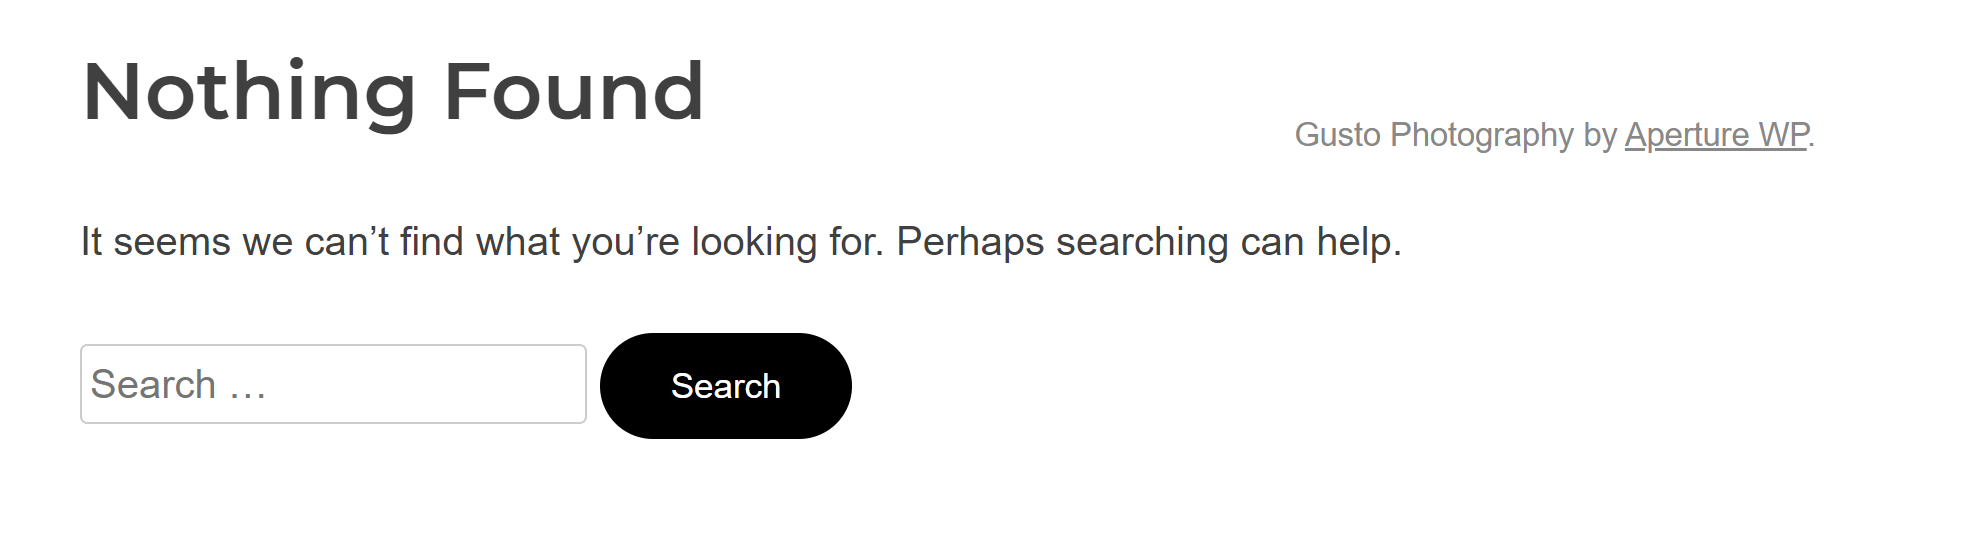 Nothing Found
Gusto Photography by Aperture WP.
It seems we can’t find what you’re looking for. Perhaps searching can help.
Search …
Search